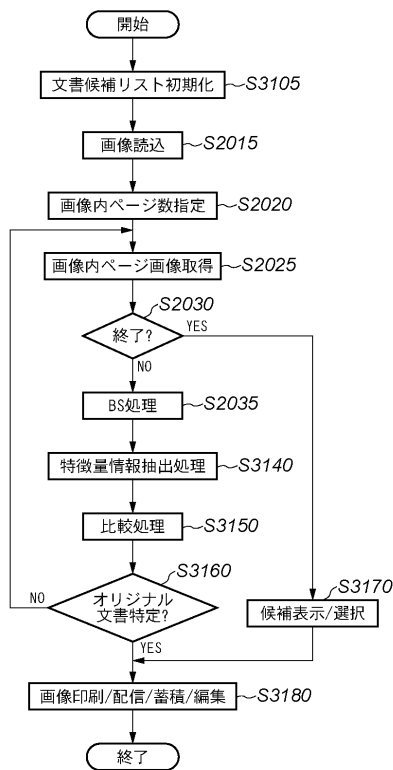 開始
文書候補リスト初期化
S3105
画像読込
S2015
画像内ページ数指定
S2020
画像内ページ画像取得
S2025
S2030
終了?
YES
NO
BS処理
S2035
特徴量情報抽出処理
S3140
比較処理
S3150
S3160
NO
オリジナル
文書特定?
YES
S3170
候補表示/選択
画像印刷/配信/蓄積/編集
S3180
終了